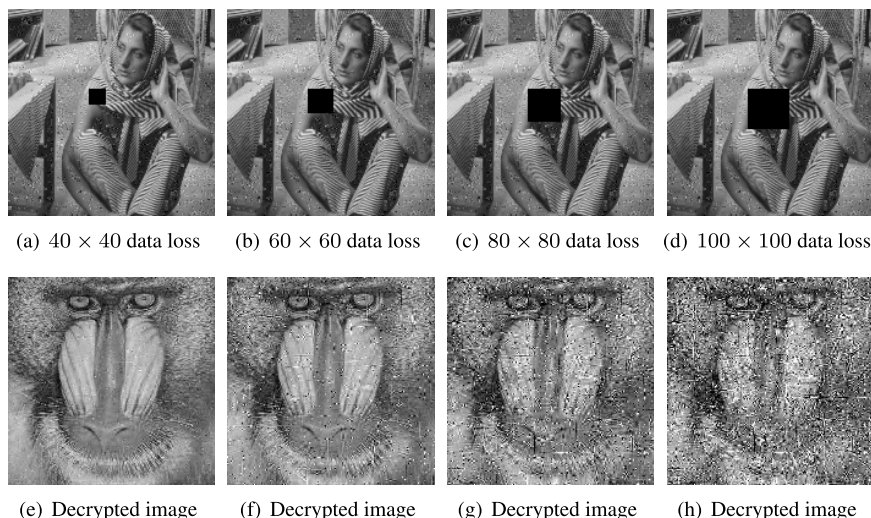 (a) 40 × 40 data loss (b) 60 × 60 data loss (c) 80 × 80 data loss (d) 100 × 100 data loss
(e) Decrypted image (f) Decrypted image (g) Decrypted image (h) Decrypted image